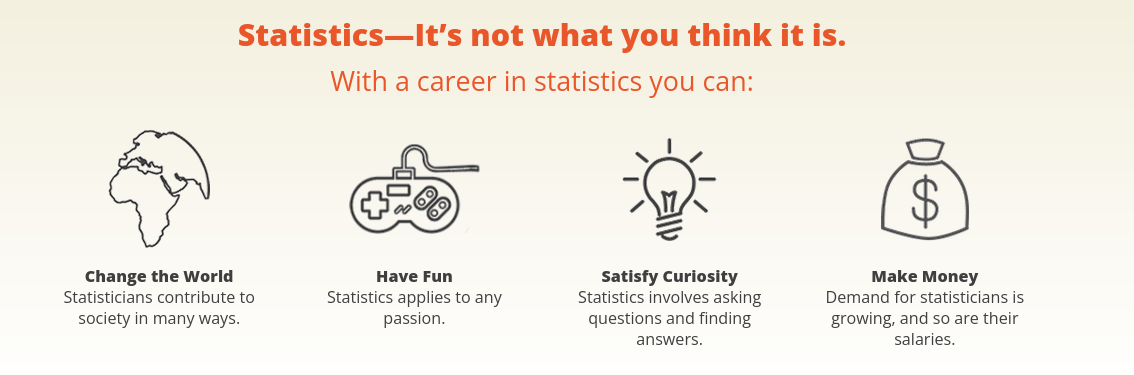 Statistics—It’s not what you think it is.
With a career in statistics you can:
$
Change the World
Statisticians contribute to
society in many ways.
Have Fun
Statistics applies to any
passion.
Satisfy Curiosity
Statistics involves asking
questions and finding
answers.
Make Money
Demand for statisticians is
growing, and so are their
salaries.